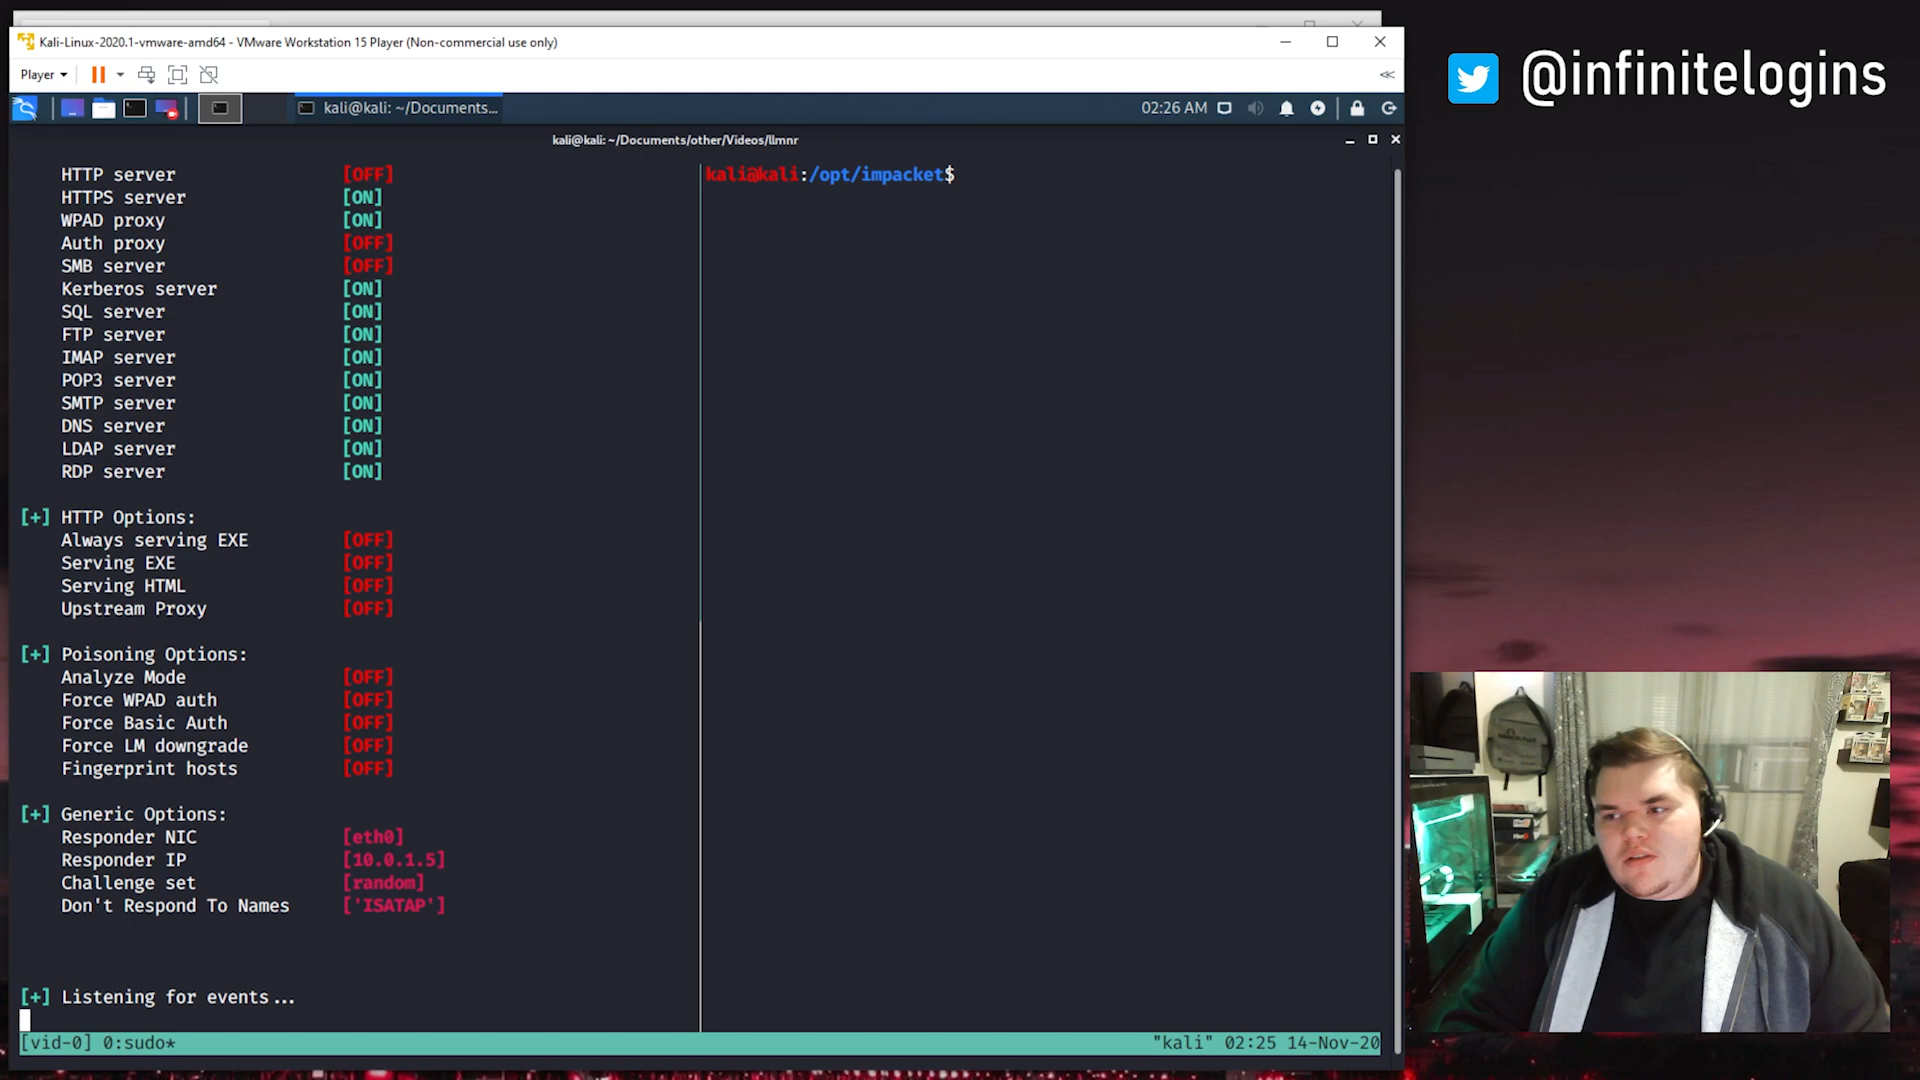 Kali-Linux-2020.1-vmware-amd64 - VMware Workstation 15 Player (Non-commercial use only)
@infinitelogins
Player
kali@kali: ~/Documents...
02:26 AM
kali@kali: ~/Documents/other/Videos/llmnr
HTTP server [OFF]
HTTPS server [ON]
WPAD proxy [ON]
Auth proxy [OFF]
SMB server [OFF]
Kerberos server [ON]
SQL server [ON]
FTP server [ON]
IMAP server [ON]
POP3 server [ON]
SMTP server [ON]
DNS server [ON]
LDAP server [ON]
RDP server [ON]
[+] HTTP Options:
Always serving EXE [OFF]
Serving EXE [OFF]
Serving HTML [OFF]
Upstream Proxy [OFF]
[+] Poisoning Options:
Analyze Mode [OFF]
Force WPAD auth [OFF]
Force Basic Auth [OFF]
Force LM downgrade [OFF]
Fingerprint hosts [OFF]
[+] Generic Options:
Responder NIC [eth0]
Responder IP [10.0.1.5]
Challenge set [random]
Don't Respond To Names ['ISATAP']
[+] Listening for events...
kali@kali:/opt/impacket$
[vid-0] 0:sudo* "kali" 02:25 14-Nov-20